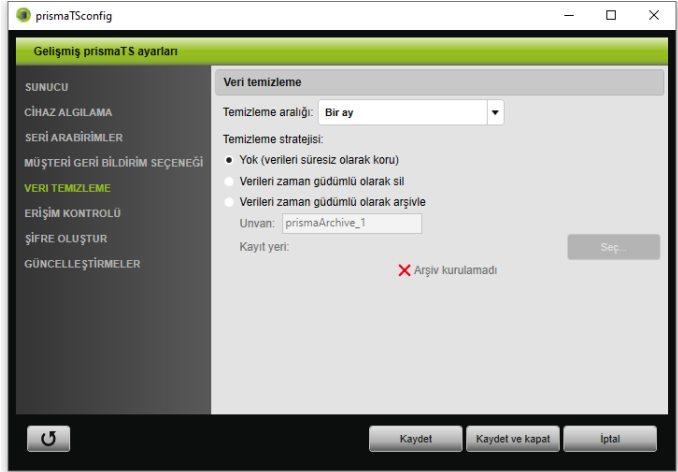 prismaTSconfig
Gelişmiş prismaTS ayarları
SUNUCU
CİHAZ ALGILAMA
SERİ ARABİRİMLER
MÜŞTERİ GERİ BİLDİRİM SEÇENEĞİ
VERI TEMIZLEME
ERİŞİM KONTROLÜ
ŞİFRE OLUŞTUR
GÜNCELLEŞTİRMELER
Veri temizleme
Temizleme aralığı: Bir ay
Temizleme stratejisi:
Yok (verileri süresiz olarak koru)
Verileri zaman güdümlü olarak sil
Verileri zaman güdümlü olarak arşivle
Unvan: prismaArchive_1
Kayıt yeri: Seç...
Arşiv kurulamadı
Kaydet Kaydet ve kapat İptal